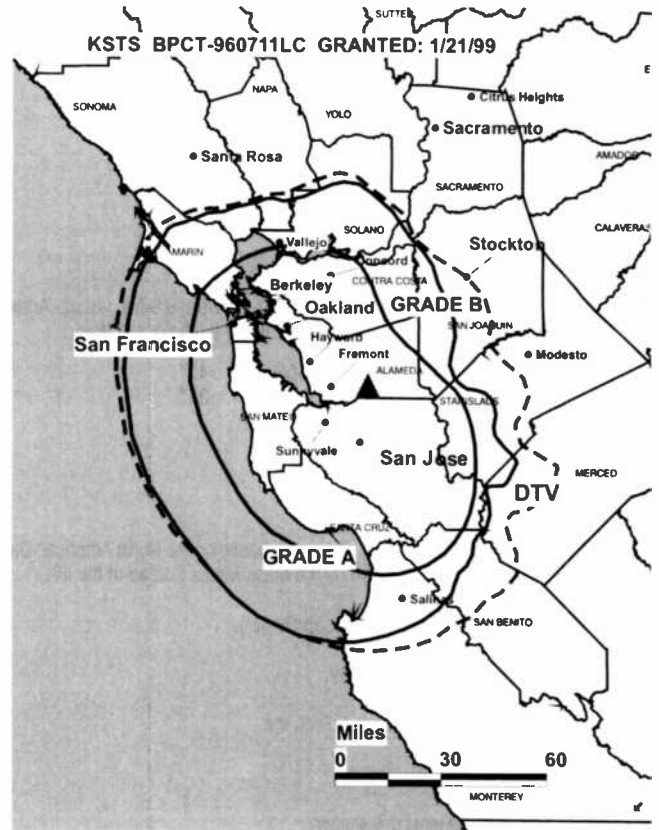 SUTTE
KSTS BPCT-960711LC GRANTED: 1/21/99
NAPA
E
SONOMA
YOLO
Citrus Heights
Sacramento
Santa Rosa
AMADOR
SACRAMENTO
SOLANO
CALAVERAS
MARIN
Vallejo
Stockton
Concord
CONTRA COSTA
Berkeley
GRADE B
Oakland
SAN JOAQUIN
San Francisco
Hayward
Fremont
Modesto
ALAMEDA
STANISLAUS
SAN MATEO
Sunnyvale
San Jose
MERCED
DTV
SANTA CRUZ
GRADE A
Salinas
SAN BENITO
Miles
0 30 60
MONTEREY